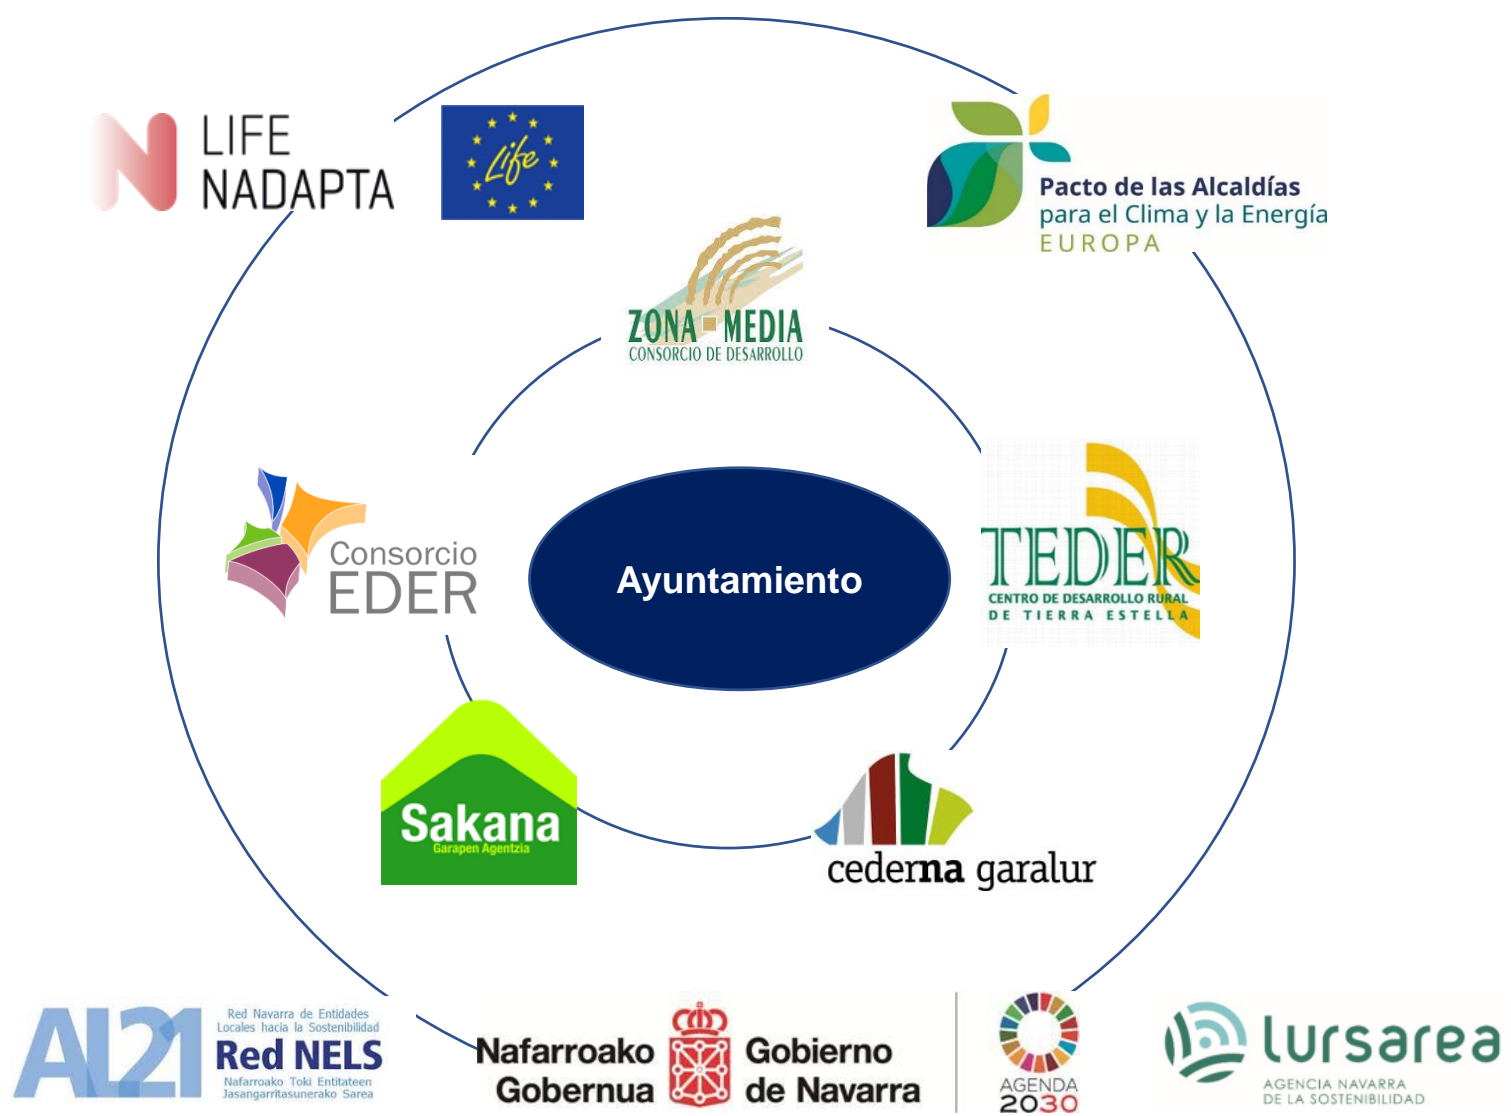 LIFE
NADAPTA
Life
Pacto de las Alcaldías
para el Clima y la Energía
EUROPA
ZONA MEDIA
CONSORCIO DE DESARROLLO
Consorcio
EDER
Ayuntamiento
TEDER
CENTRO DE DESARROLLO RURAL
DE TIERRA ESTELLA
Sakana
Garapen Agentzia
cederna garalur
AL21
Red Navarra de Entidades
Locales hacia la Sostenibilidad
Red NELS
Nafarroako Toki Entitateen
Jasangarritasunerako Sarea
Nafarroako
Gobernua
Gobierno
de Navarra
AGENDA
2030
lursarea
AGENCIA NAVARRA
DE LA SOSTENIBILIDAD